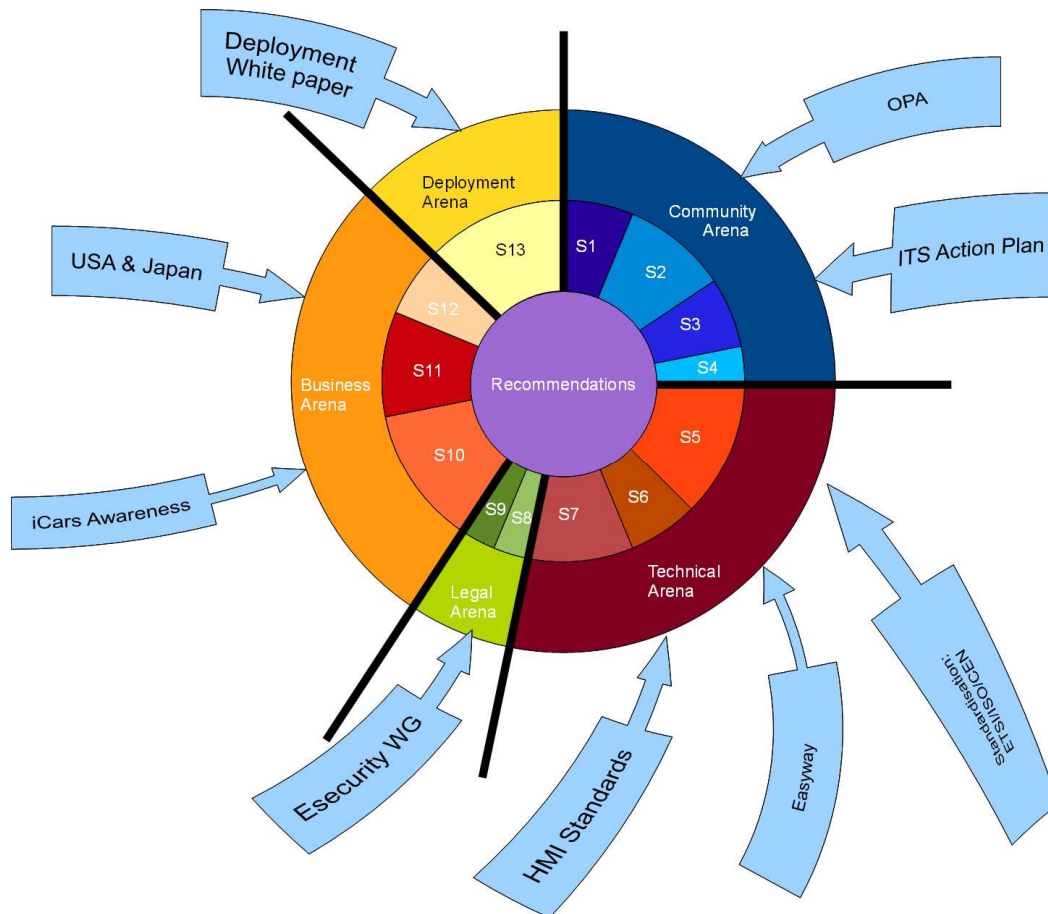 Deployment
White paper
OPA
Deployment
Arena
Community
Arena
S13
S1
S2
USA & Japan
ITS Action Plan
S12
S3
S11
S4
Business
Arena
Recommendations
S5
S10
S6
S9
S8
S7
iCars Awareness
Legal
Arena
Technical
Arena
Standardisation:
ETSI/ISO/CEN
Esecurity WG
HMI Standards
Easyway